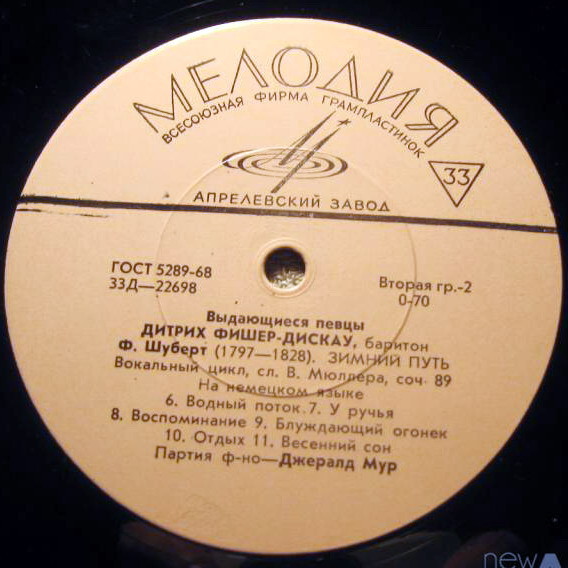 МЕЛОДИЯ
ВСЕСОЮЗНАЯ ФИРМА ГРАМПЛАСТИНОК
33
АПРЕЛЕВСКИЙ ЗАВОД
ГОСТ 5289-68
33Д—22698
Вторая гр.-2
0-70
Выдающиеся певцы
ДИТРИХ ФИШЕР-ДИСКАУ, баритон
Ф. Шуберт (1797—1828). ЗИМНИЙ ПУТЬ
Вокальный цикл, сл. В. Мюллера, соч. 89
На немецком языке
6. Водный поток 7. У ручья
8. Воспоминание 9. Блуждающий огонек
10. Отдых 11. Весенний сон
Партия ф-но—Джеральд Мур
new